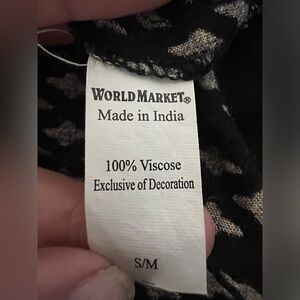 WORLD MARKET®
Made in India
100% Viscose
Exclusive of Decoration
S/M